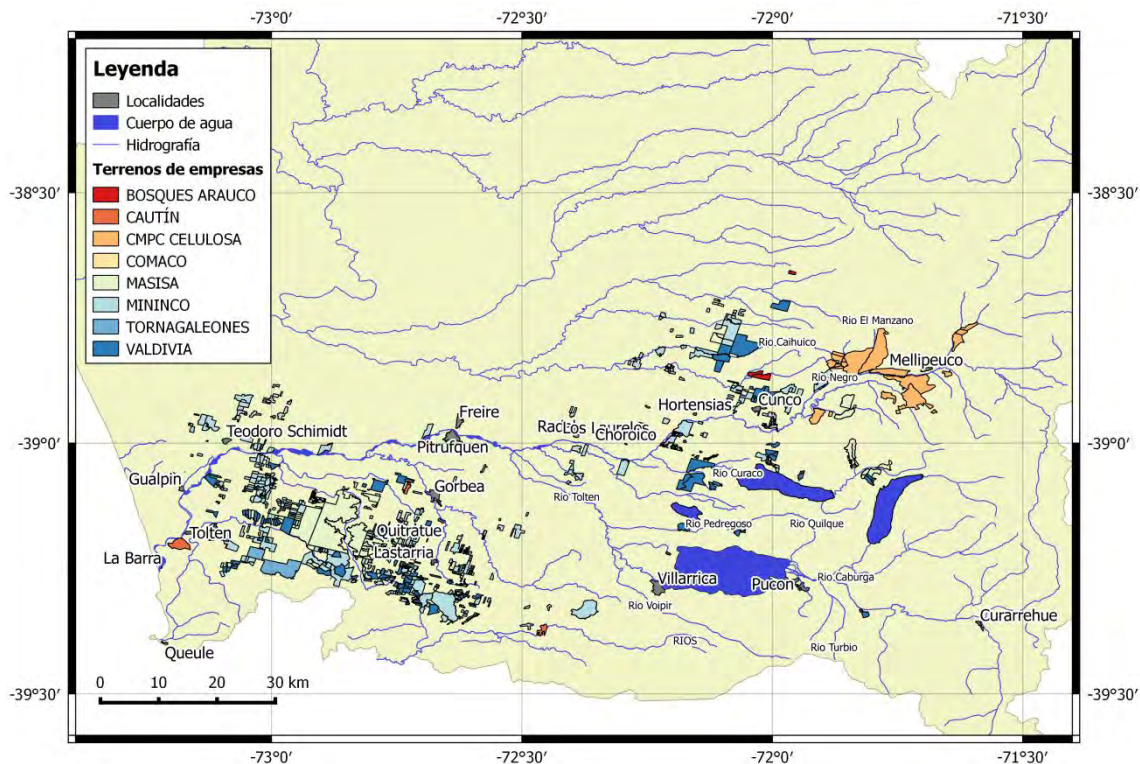 -73°0'
-72°30'
-72°0'
-71°30'
Leyenda
Localidades
Cuerpo de agua
Hidrografía
Terrenos de empresas
BOSQUES ARAUCO
CAUTÍN
CMPC CELULOSA
COMACO
MASISA
MININCO
TORNAGALEONES
VALDIVIA
-38°30'
-38°30'
Rio El Manzano
Rio Caihuico
Mellipeuco
Rio Negro
Hortensias
Cunco
Freire
Teodoro Schimidt
Los Laureles
Choroico
-39°0'
-39°0'
Pitrufquen
Gualpin
Gorbea
Rio Curaco
Rio Tolten
Rio Pedregoso
Rio Quilque
Tolten
Quitratue
La Barra
Lastarria
Villarrica
Pucon
Rio Caburga
Rio Voipir
Curarrehue
Queule
RIOS
Rio Turbio
0 10 20 30 km
-39°30'
-39°30'
-73°0'
-72°30'
-72°0'
-71°30'